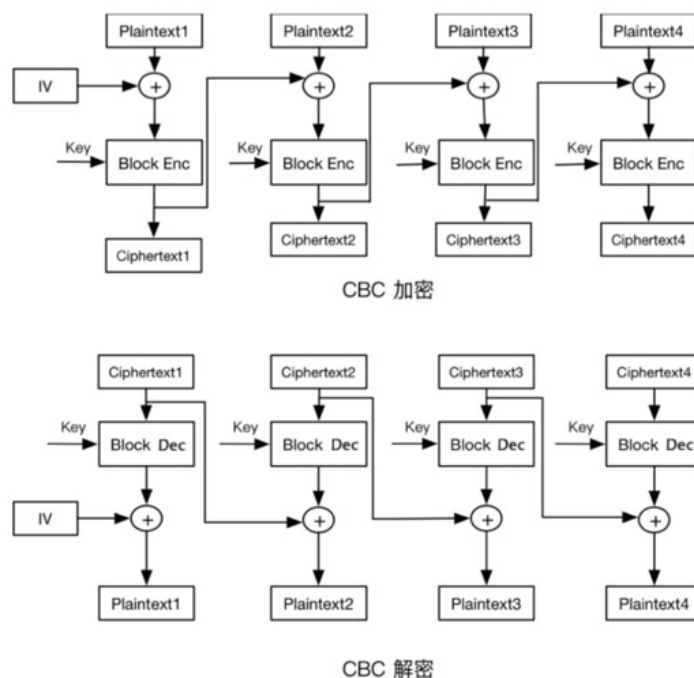 Plaintext1 Plaintext2 Plaintext3 Plaintext4
IV + + + +
Key Block Enc Key Block Enc Key Block Enc Key Block Enc
Ciphertext1 Ciphertext2 Ciphertext3 Ciphertext4
CBC 加密
Ciphertext1 Ciphertext2 Ciphertext3 Ciphertext4
Key Block Dec Key Block Dec Key Block Dec Key Block Dec
IV + + + +
Plaintext1 Plaintext2 Plaintext3 Plaintext4
CBC 解密